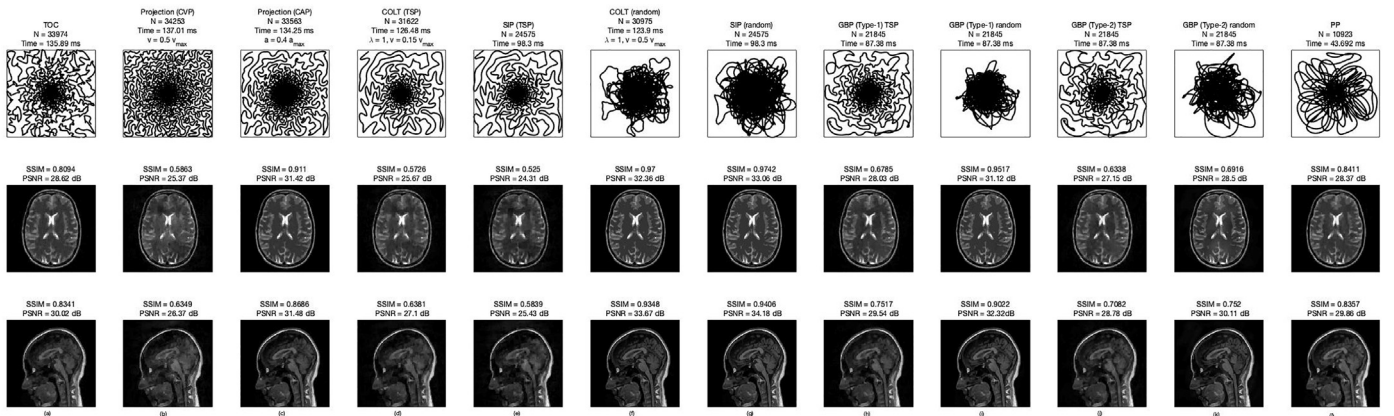 TOC
N = 33974
Time = 135.89 ms
Projection (CVP)
N = 34253
Time = 137.01 ms
v = 0.5 v_max
Projection (CAP)
N = 33563
Time = 134.25 ms
a = 0.4 a_max
COLT (TSP)
N = 31622
Time = 126.48 ms
λ = 1, v = 0.15 v_max
SIP (TSP)
N = 24575
Time = 98.3 ms
COLT (random)
N = 30975
Time = 123.9 ms
λ = 1, v = 0.5 v_max
SIP (random)
N = 24575
Time = 98.3 ms
GBP (Type-1) TSP
N = 21845
Time = 87.38 ms
GBP (Type-1) random
N = 21845
Time = 87.38 ms
GBP (Type-2) TSP
N = 21845
Time = 87.38 ms
GBP (Type-2) random
N = 21845
Time = 87.38 ms
PP
N = 10923
Time = 43.692 ms
SSIM = 0.8094
PSNR = 28.62 dB
SSIM = 0.5863
PSNR = 25.37 dB
SSIM = 0.911
PSNR = 31.42 dB
SSIM = 0.5726
PSNR = 25.67 dB
SSIM = 0.525
PSNR = 24.31 dB
SSIM = 0.97
PSNR = 32.36 dB
SSIM = 0.9742
PSNR = 33.06 dB
SSIM = 0.6785
PSNR = 28.03 dB
SSIM = 0.9517
PSNR = 31.12 dB
SSIM = 0.6338
PSNR = 27.15 dB
SSIM = 0.6916
PSNR = 28.5 dB
SSIM = 0.8411
PSNR = 28.37 dB
SSIM = 0.8341
PSNR = 30.02 dB
SSIM = 0.6349
PSNR = 26.37 dB
SSIM = 0.8686
PSNR = 31.48 dB
SSIM = 0.6381
PSNR = 27.1 dB
SSIM = 0.5839
PSNR = 25.43 dB
SSIM = 0.9348
PSNR = 33.67 dB
SSIM = 0.9406
PSNR = 34.18 dB
SSIM = 0.7517
PSNR = 29.54 dB
SSIM = 0.9022
PSNR = 32.32 dB
SSIM = 0.7082
PSNR = 28.78 dB
SSIM = 0.752
PSNR = 30.11 dB
SSIM = 0.8357
PSNR = 29.86 dB
(a)
(b)
(c)
(d)
(e)
(f)
(g)
(h)